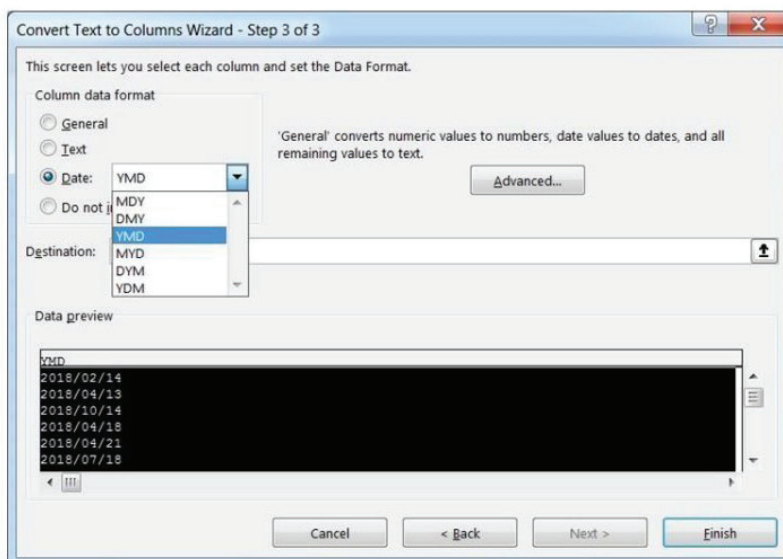 Convert Text to Columns Wizard - Step 3 of 3
?
X
This screen lets you select each column and set the Data Format.
Column data format
General
Text
Date: YMD
Do not i
MDY
DMY
YMD
MYD
DYM
YDM
'General' converts numeric values to numbers, date values to dates, and all
remaining values to text.
Advanced...
Destination:
Data preview
YMD
2018/02/14
2018/04/13
2018/10/14
2018/04/18
2018/04/21
2018/07/18
Cancel
< Back
Next >
Finish